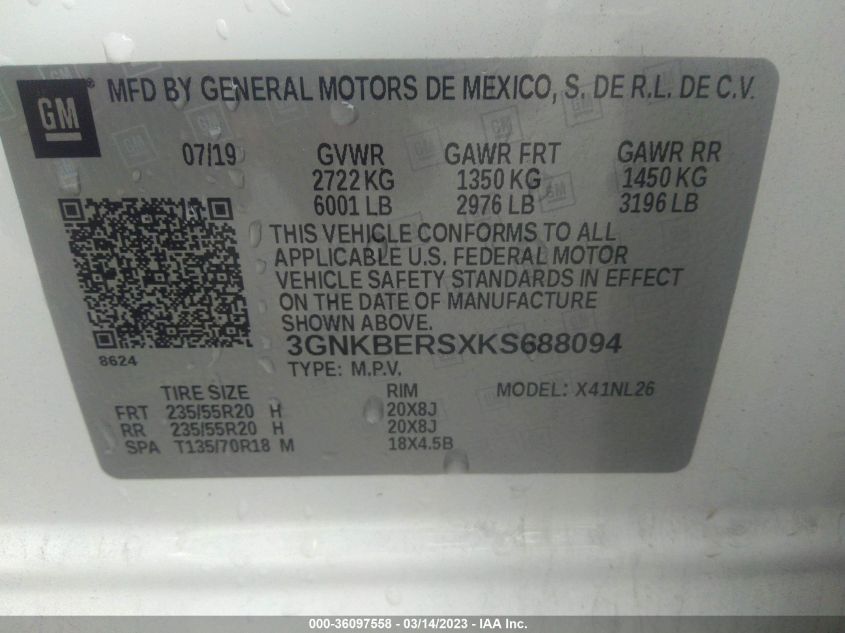 GM® MFD BY GENERAL MOTORS DE MEXICO, S. DE R.L. DE C.V.
07/19 GVWR GAWR FRT GAWR RR
2722 KG 1350 KG 1450 KG
6001 LB 2976 LB 3196 LB
THIS VEHICLE CONFORMS TO ALL
APPLICABLE U.S. FEDERAL MOTOR
VEHICLE SAFETY STANDARDS IN EFFECT
ON THE DATE OF MANUFACTURE
SHOWN ABOVE.
3GNKBERSXKS688094
8624
TYPE: M.P.V.
TIRE SIZE RIM MODEL: X41NL26
FRT 235/55R20 H 20X8J
RR 235/55R20 H 20X8J
SPA T135/70R18 M 18X4.5B
000-36097558 - 03/14/2023 - IAA Inc.